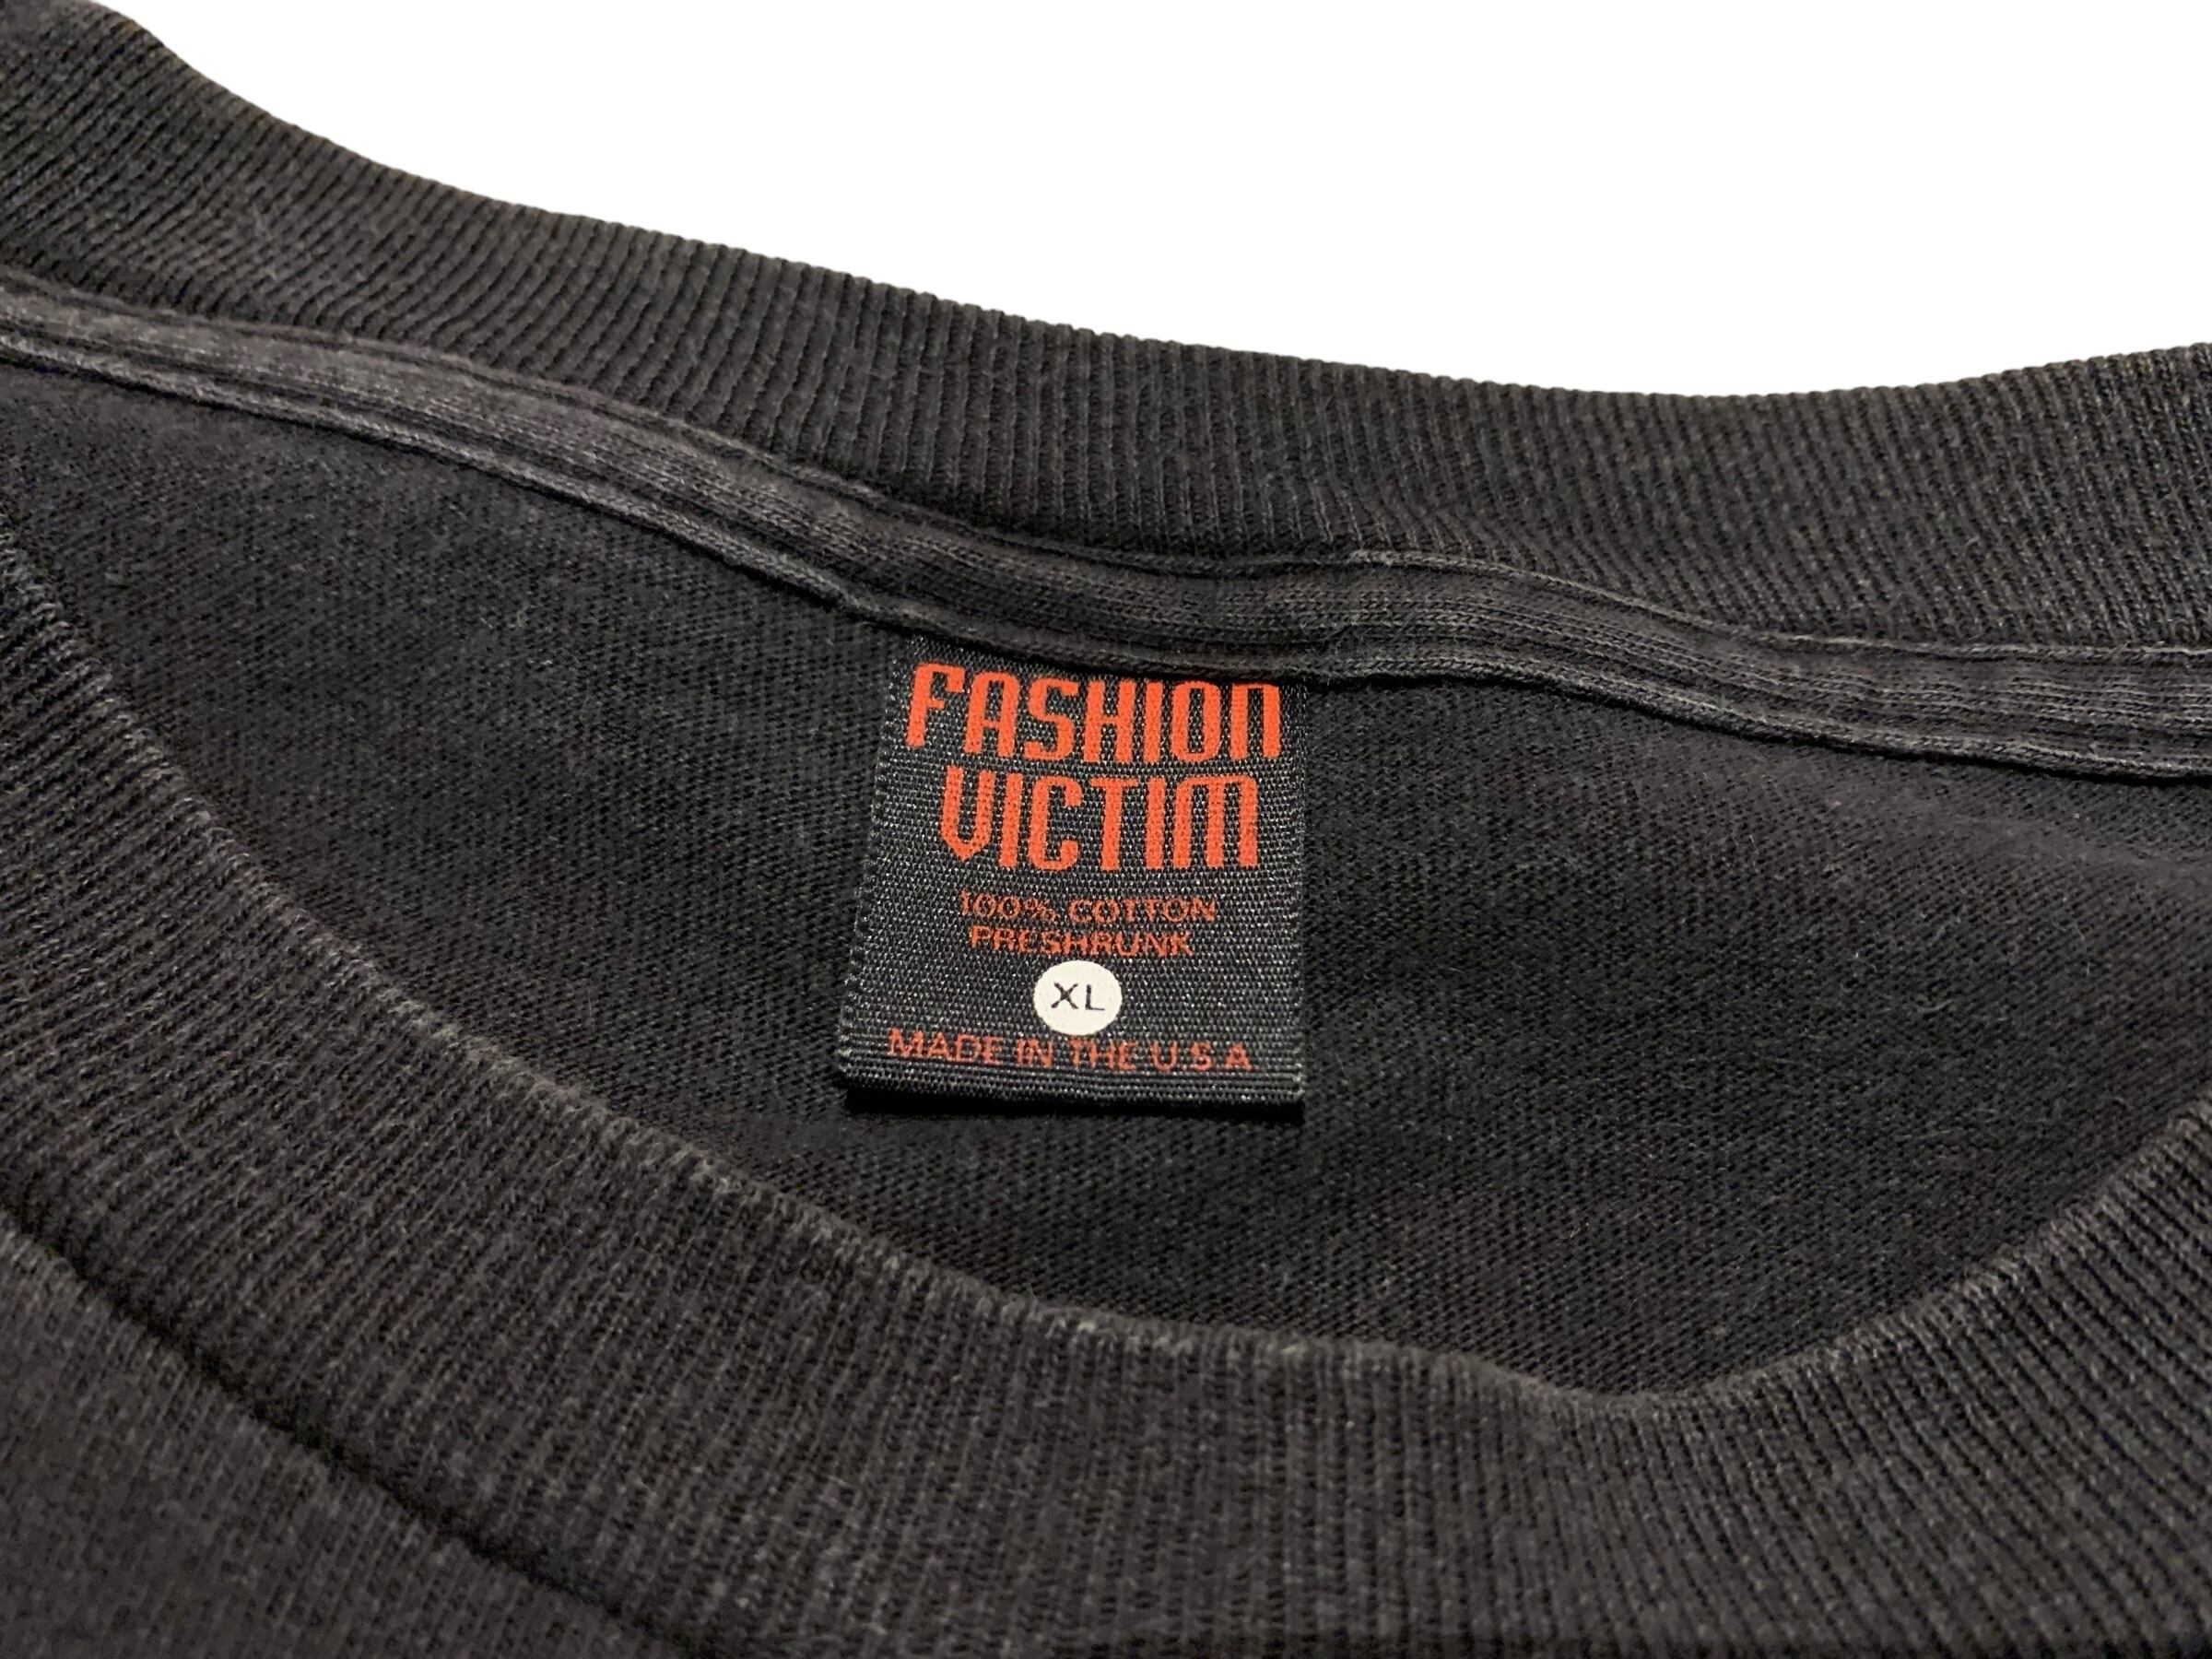 FASHION
VICTIM
100% COTTON
PRESHRUNK
XL
MADE IN THE U S A